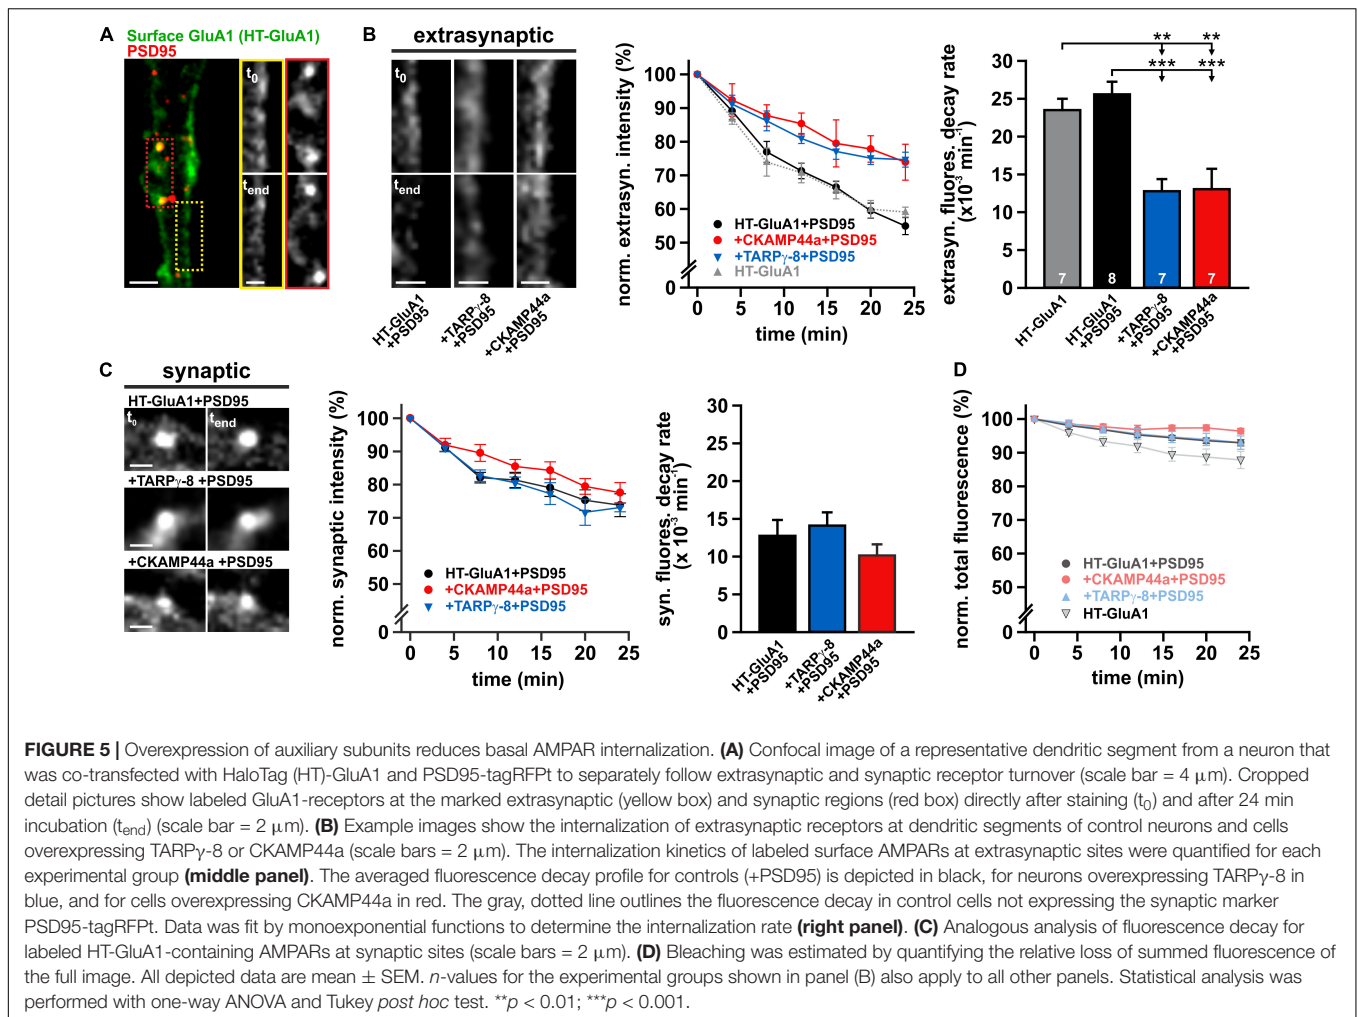 A
Surface GluA1 (HT-GluA1)
PSD95
t0
tend
B
extrasynaptic
t0
tend
HT-GluA1
+PSD95
+TARPγ-8
+PSD95
+CKAMP44a
+PSD95
norm. extrasyn. intensity (%)
100
90
80
70
60
50
0
0 5 10 15 20 25
time (min)
HT-GluA1+PSD95
+CKAMP44a+PSD95
+TARPγ-8+PSD95
HT-GluA1
extrasyn. fluores. decay rate
(x10-3 min-1)
30
25
20
15
10
5
0
** **
*** ***
7 8 7 7
HT-GluA1
HT-GluA1
+PSD95
+TARPγ-8
+PSD95
+CKAMP44a
+PSD95
C
synaptic
HT-GluA1+PSD95
t0
tend
+TARPγ-8 +PSD95
+CKAMP44a +PSD95
norm. synaptic intensity (%)
100
90
80
70
60
50
0
0 5 10 15 20 25
time (min)
HT-GluA1+PSD95
+CKAMP44a+PSD95
+TARPγ-8+PSD95
syn. fluores. decay rate
(x 10-3 min-1)
30
25
20
15
10
5
0
HT-GluA1
+PSD95
+TARPγ-8
+PSD95
+CKAMP44a
+PSD95
D
norm. total fluorescence (%)
100
90
80
70
60
50
0
0 5 10 15 20 25
time (min)
HT-GluA1+PSD95
+CKAMP44a+PSD95
+TARPγ-8+PSD95
HT-GluA1
FIGURE 5 | Overexpression of auxiliary subunits reduces basal AMPAR internalization. (A) Confocal image of a representative dendritic segment from a neuron that
was co-transfected with HaloTag (HT)-GluA1 and PSD95-tagRFPt to separately follow extrasynaptic and synaptic receptor turnover (scale bar = 4 μm). Cropped
detail pictures show labeled GluA1-receptors at the marked extrasynaptic (yellow box) and synaptic regions (red box) directly after staining (t0) and after 24 min
incubation (tend) (scale bar = 2 μm). (B) Example images show the internalization of extrasynaptic receptors at dendritic segments of control neurons and cells
overexpressing TARPγ-8 or CKAMP44a (scale bars = 2 μm). The internalization kinetics of labeled surface AMPARs at extrasynaptic sites were quantified for each
experimental group (middle panel). The averaged fluorescence decay profile for controls (+PSD95) is depicted in black, for neurons overexpressing TARPγ-8 in
blue, and for cells overexpressing CKAMP44a in red. The gray, dotted line outlines the fluorescence decay in control cells not expressing the synaptic marker
PSD95-tagRFPt. Data was fit by monoexponential functions to determine the internalization rate (right panel). (C) Analogous analysis of fluorescence decay for
labeled HT-GluA1-containing AMPARs at synaptic sites (scale bars = 2 μm). (D) Bleaching was estimated by quantifying the relative loss of summed fluorescence of
the full image. All depicted data are mean ± SEM. n-values for the experimental groups shown in panel (B) also apply to all other panels. Statistical analysis was
performed with one-way ANOVA and Tukey post hoc test. **p < 0.01; ***p < 0.001.